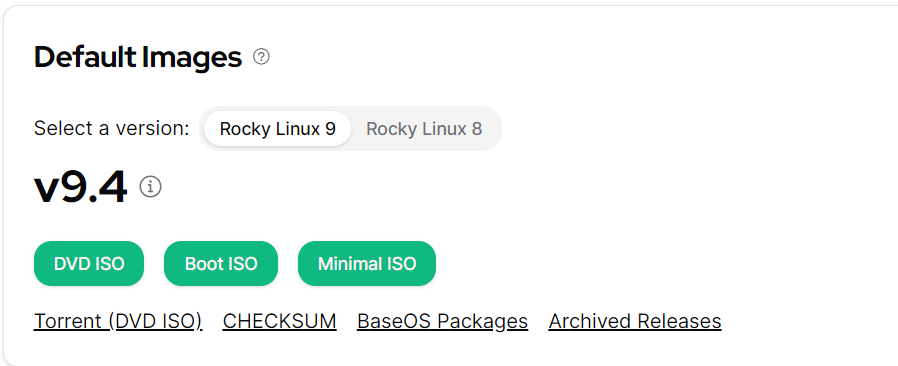 Default Images
Select a version: Rocky Linux 9 Rocky Linux 8
v9.4
DVD ISO Boot ISO Minimal ISO
Torrent (DVD ISO) CHECKSUM BaseOS Packages Archived Releases